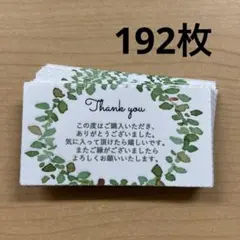 192枚
Thank you
この度はご購入いただき、
ありがとうございました。
気に入って頂けたら嬉しいです。
またご縁がございましたら
よろしくお願いいたします。